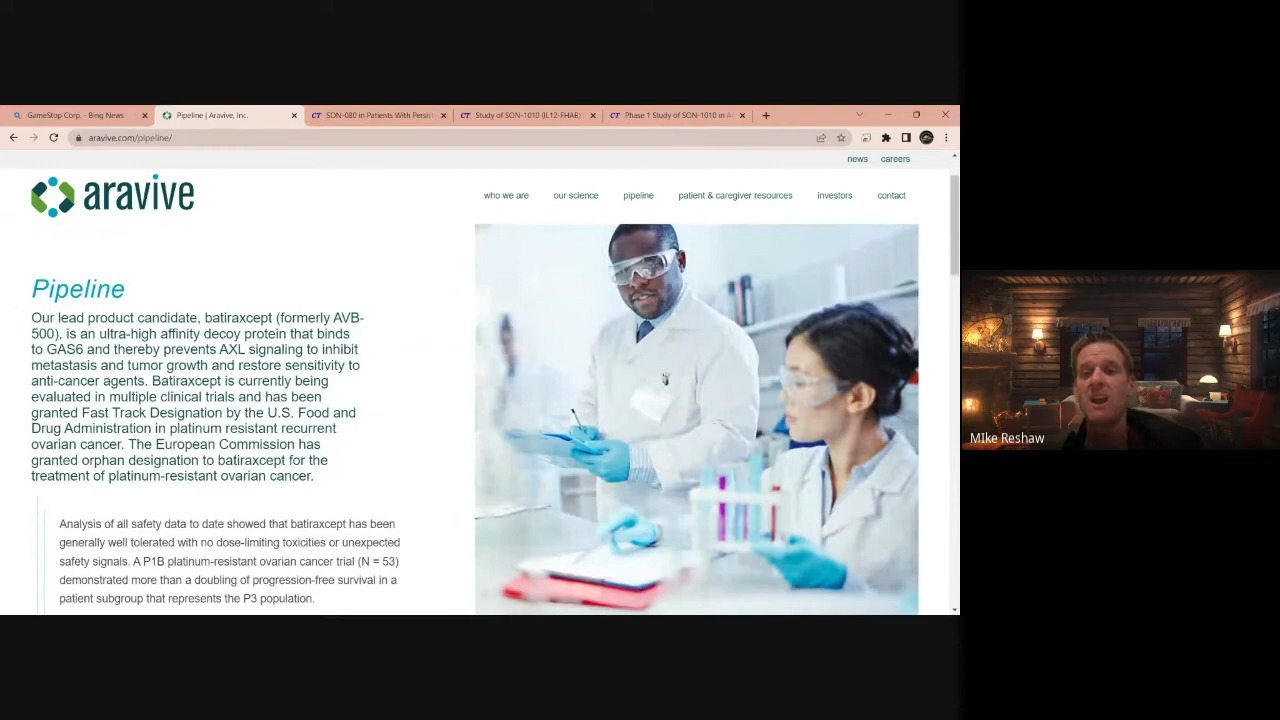 GameStop Corp. - Bing News
Pipeline | Aravive, Inc.
CT SON-080 in Patients With Persis
CT Study of SON-1010 (IL12-FHAB)
CT Phase 1 Study of SON-1010 in A
aravive.com/pipeline/
news careers
aravive
who we are our science pipeline patient & caregiver resources investors contact
Pipeline
Our lead product candidate, batiraxcept (formerly AVB-
500), is an ultra-high affinity decoy protein that binds
to GAS6 and thereby prevents AXL signaling to inhibit
metastasis and tumor growth and restore sensitivity to
anti-cancer agents. Batiraxcept is currently being
evaluated in multiple clinical trials and has been
granted Fast Track Designation by the U.S. Food and
Drug Administration in platinum resistant recurrent
ovarian cancer. The European Commission has
granted orphan designation to batiraxcept for the
treatment of platinum-resistant ovarian cancer.
Analysis of all safety data to date showed that batiraxcept has been
generally well tolerated with no dose-limiting toxicities or unexpected
safety signals. A P1B platinum-resistant ovarian cancer trial (N = 53)
demonstrated more than a doubling of progression-free survival in a
patient subgroup that represents the P3 population.
MIke Reshaw